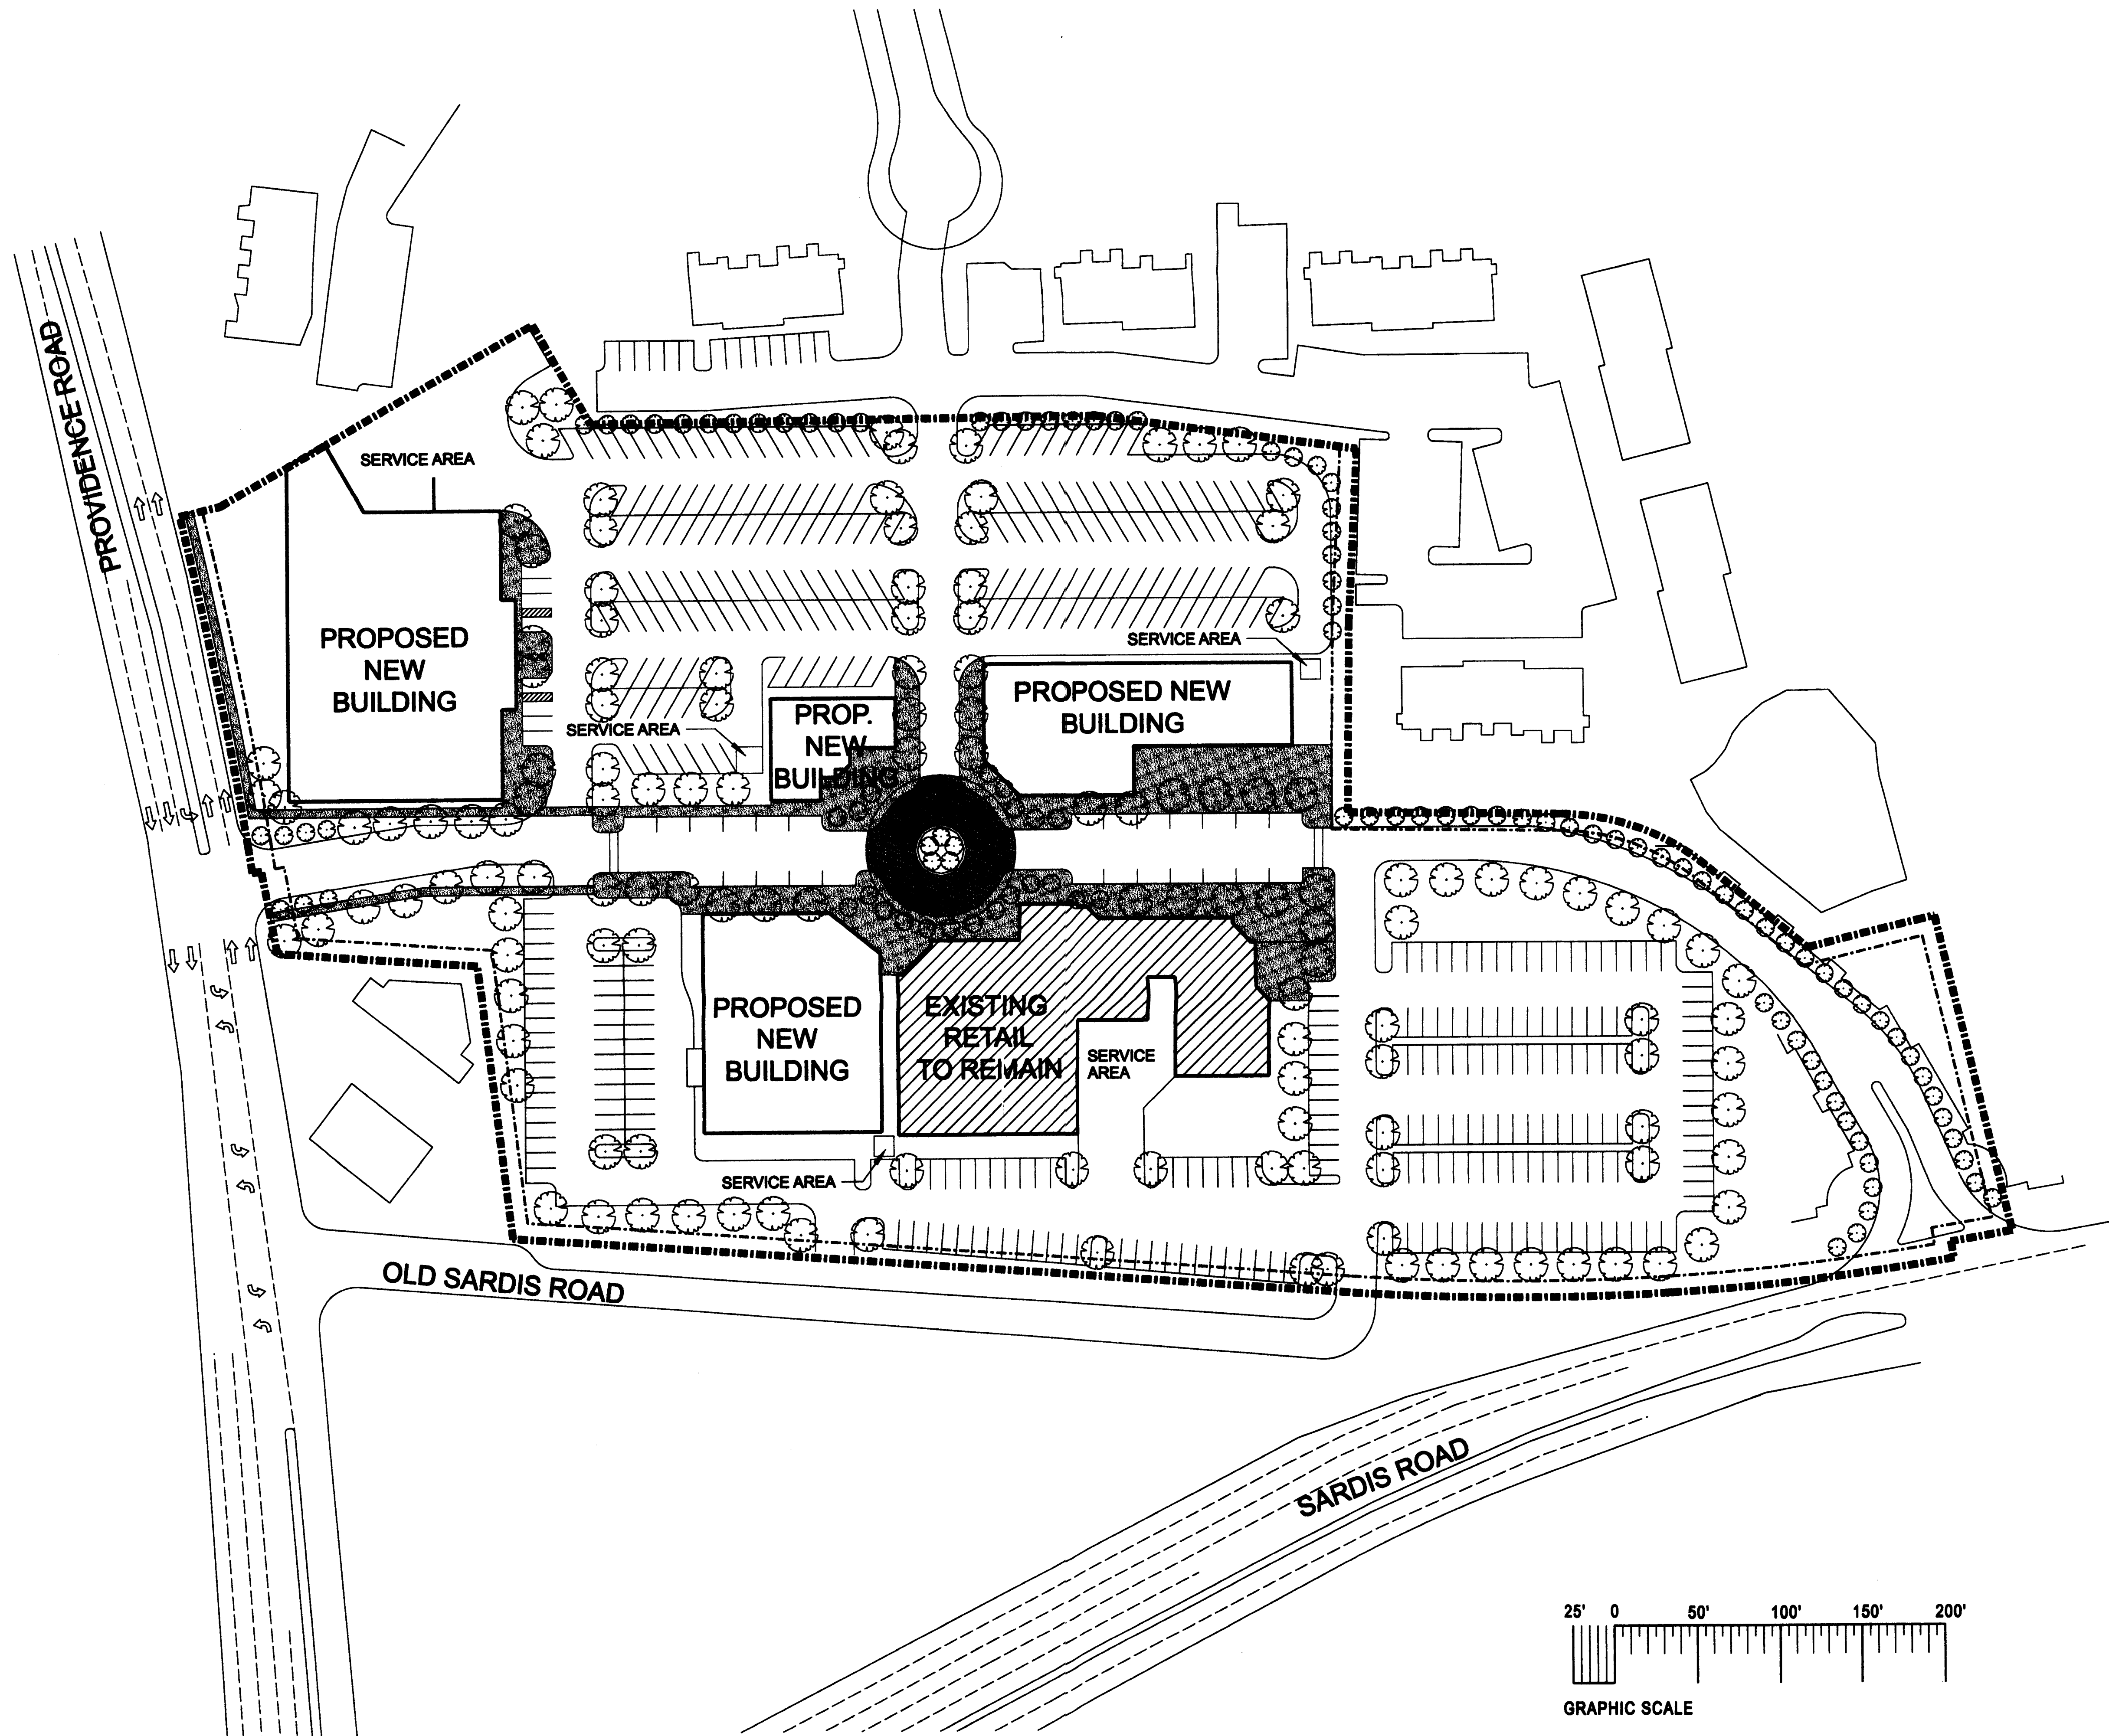 PROVIDENCE ROAD
SERVICE AREA
PROPOSED
NEW
BUILDING
SERVICE AREA
PROPOSED NEW
BUILDING
SERVICE AREA
PROP.
NEW
BUILDING
PROPOSED
NEW
BUILDING
EXISTING
RETAIL
TO REMAIN
SERVICE
AREA
SERVICE AREA
OLD SARDIS ROAD
SARDIS ROAD
25' 0 50' 100' 150' 200'
GRAPHIC SCALE